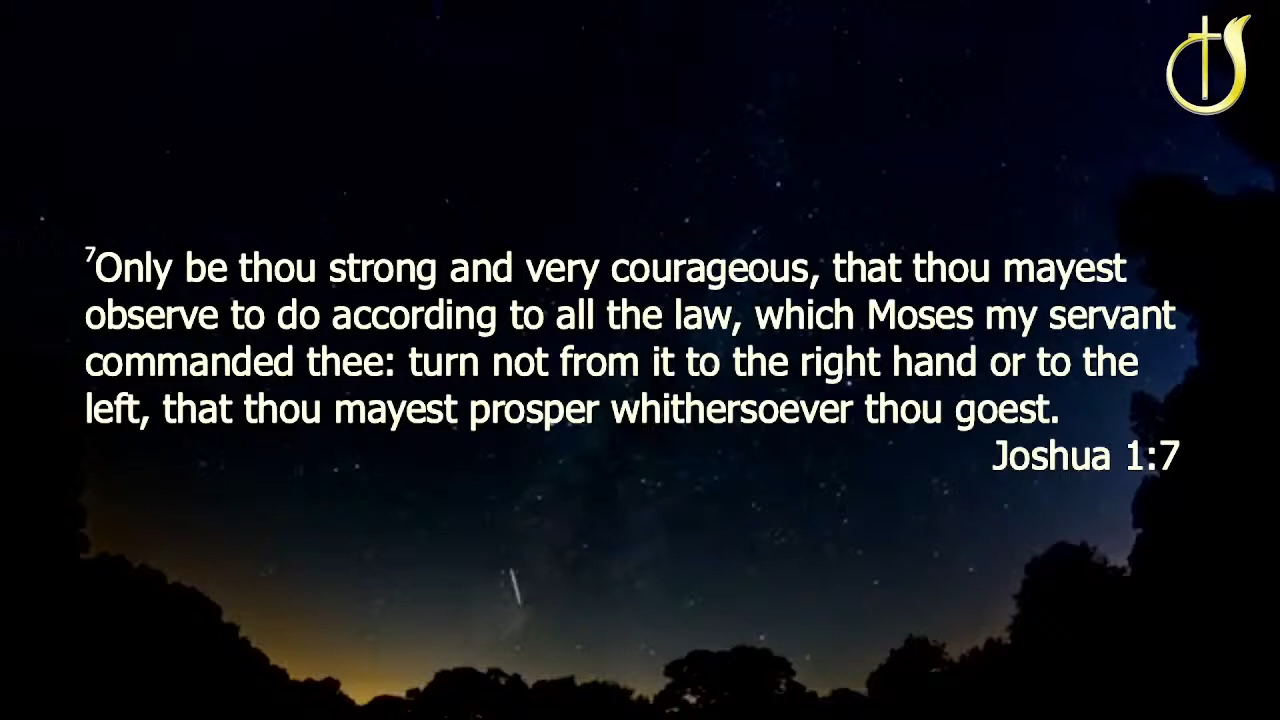 ⁷Only be thou strong and very courageous, that thou mayest
observe to do according to all the law, which Moses my servant
commanded thee: turn not from it to the right hand or to the
left, that thou mayest prosper whithersoever thou goest.
Joshua 1:7